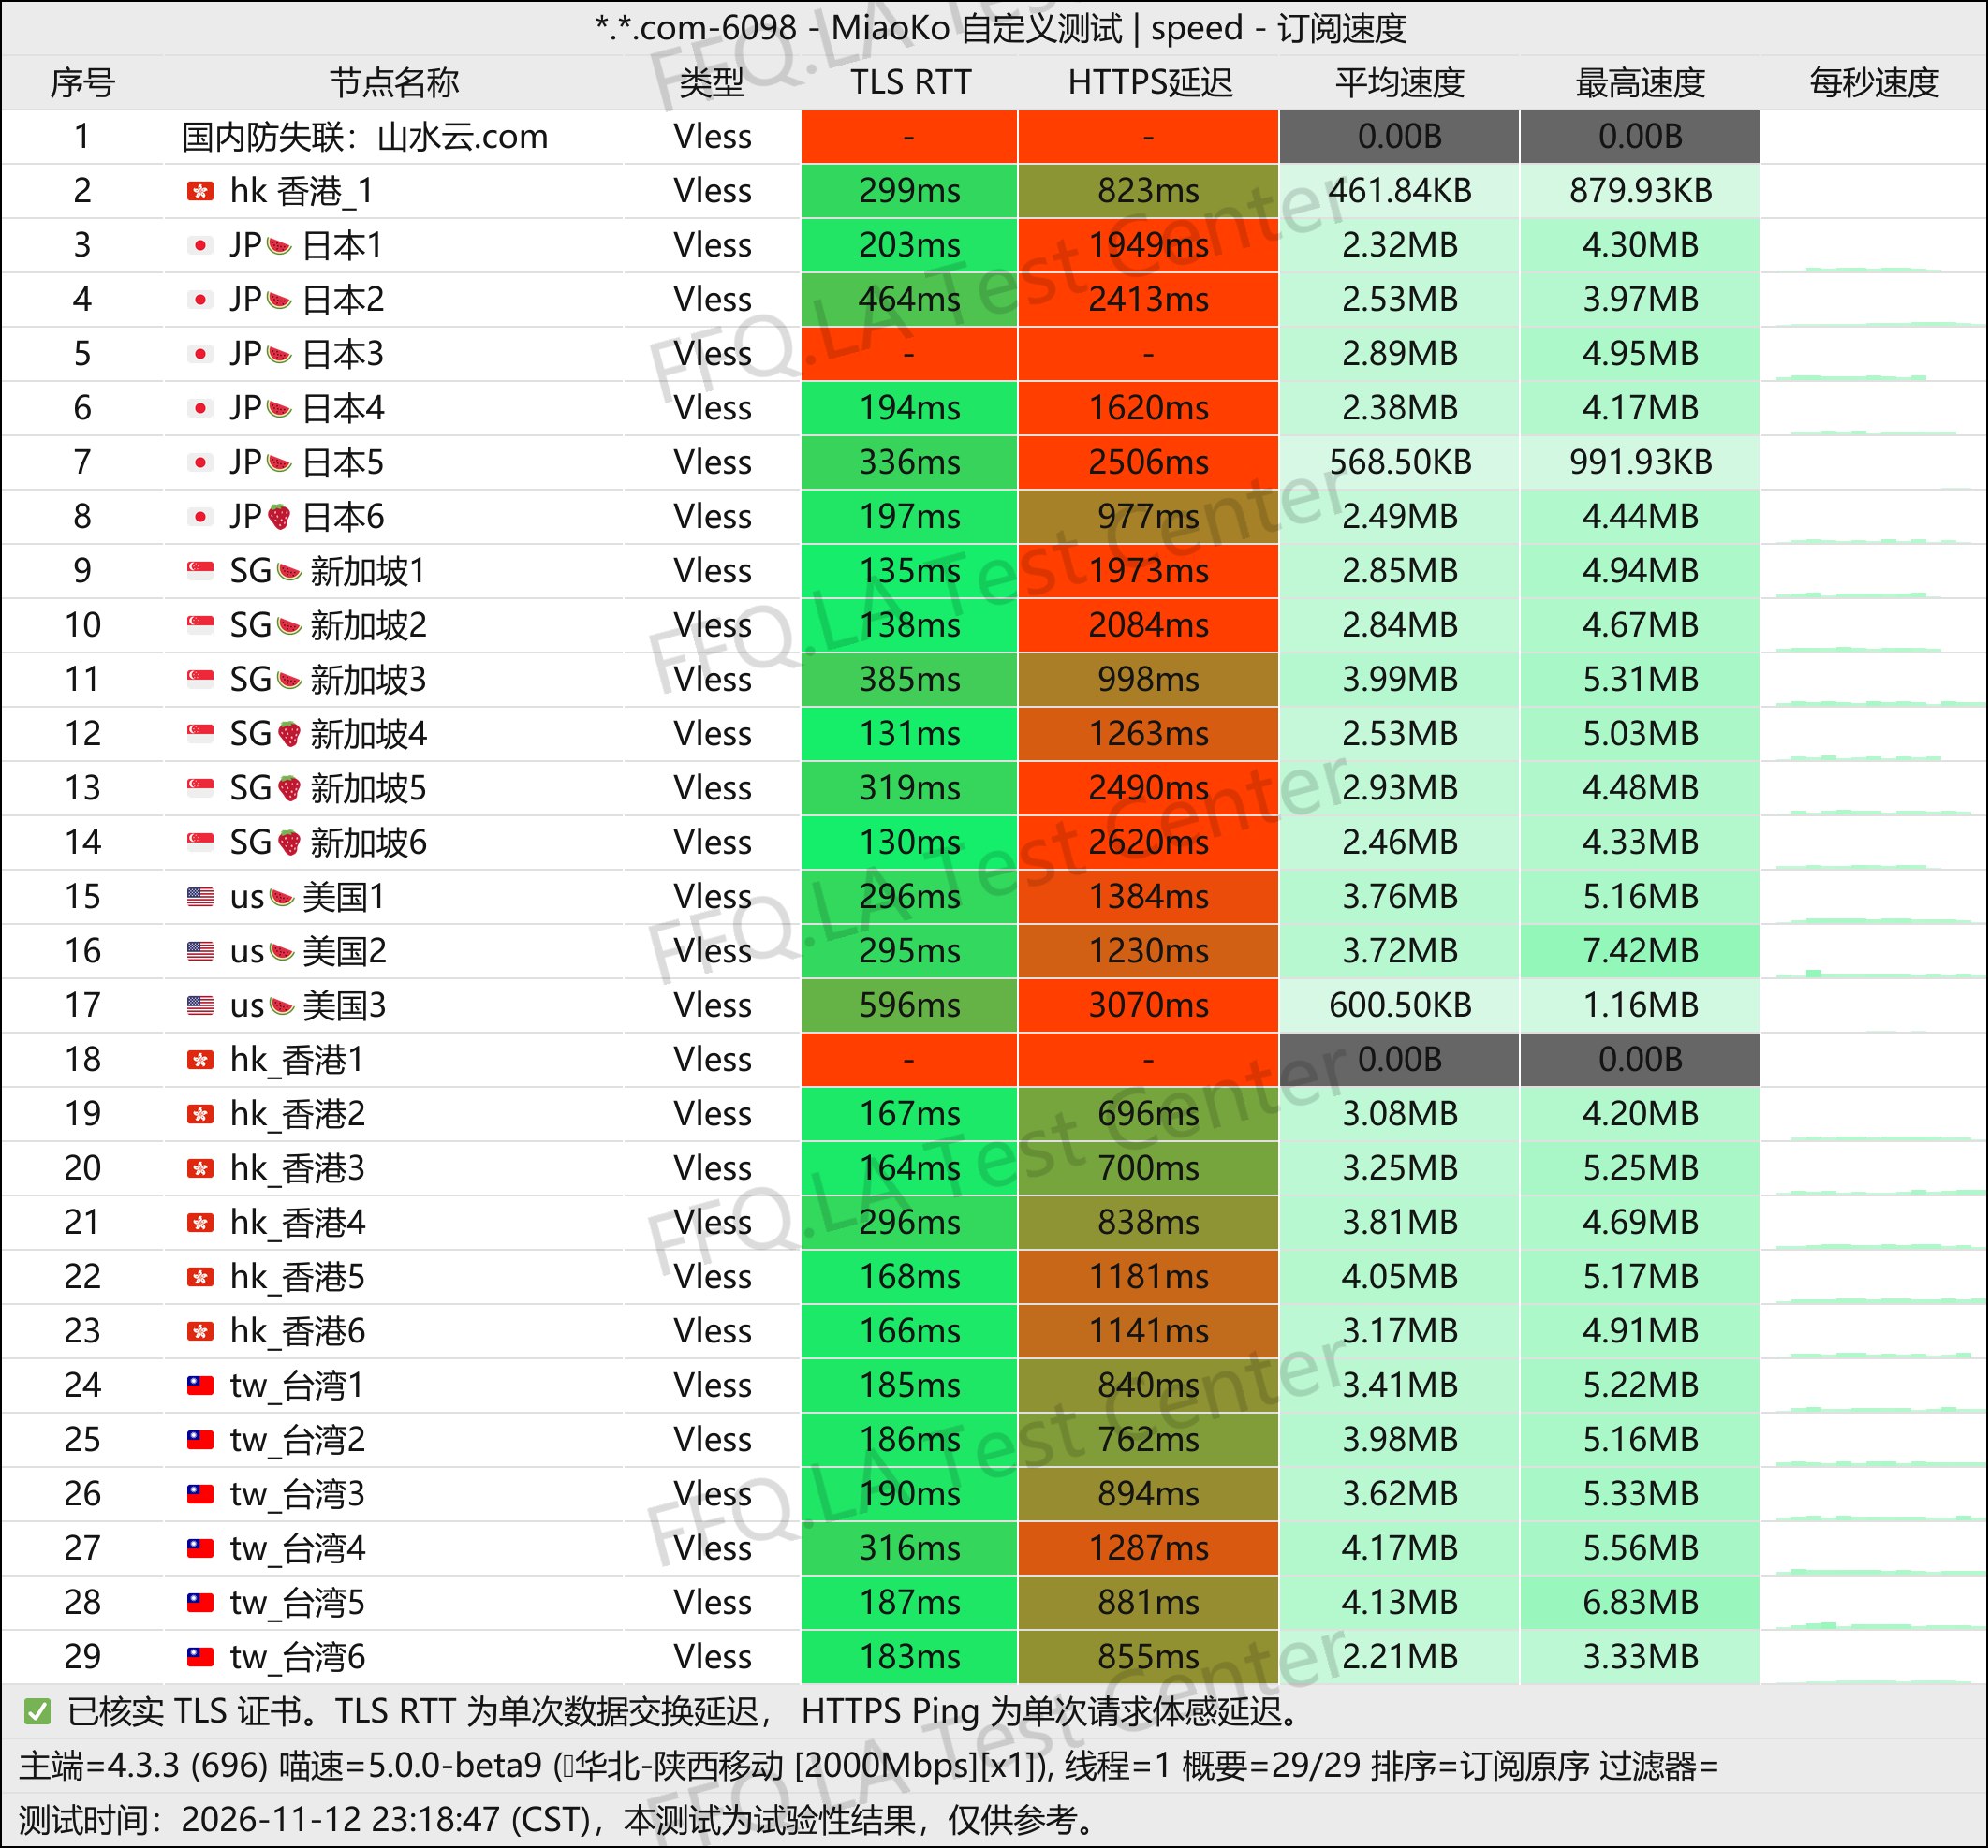 *.*.com-6098 - MiaoKo 自定义测试 | speed - 订阅速度
序号 节点名称 类型 TLS RTT HTTPS延迟 平均速度 最高速度 每秒速度
1 国内防失联：山水云.com Vless - - 0.00B 0.00B
2 🇭🇰 hk 香港_1 Vless 299ms 823ms 461.84KB 879.93KB
3 🇯🇵 JP🍉日本1 Vless 203ms 1949ms 2.32MB 4.30MB
4 🇯🇵 JP🍉日本2 Vless 464ms 2413ms 2.53MB 3.97MB
5 🇯🇵 JP🍉日本3 Vless - - 2.89MB 4.95MB
6 🇯🇵 JP🍉日本4 Vless 194ms 1620ms 2.38MB 4.17MB
7 🇯🇵 JP🍉日本5 Vless 336ms 2506ms 568.50KB 991.93KB
8 🇯🇵 JP🍓日本6 Vless 197ms 977ms 2.49MB 4.44MB
9 🇸🇬 SG🍉新加坡1 Vless 135ms 1973ms 2.85MB 4.94MB
10 🇸🇬 SG🍉新加坡2 Vless 138ms 2084ms 2.84MB 4.67MB
11 🇸🇬 SG🍉新加坡3 Vless 385ms 998ms 3.99MB 5.31MB
12 🇸🇬 SG🍓新加坡4 Vless 131ms 1263ms 2.53MB 5.03MB
13 🇸🇬 SG🍓新加坡5 Vless 319ms 2490ms 2.93MB 4.48MB
14 🇸🇬 SG🍓新加坡6 Vless 130ms 2620ms 2.46MB 4.33MB
15 🇺🇸 us🍉美国1 Vless 296ms 1384ms 3.76MB 5.16MB
16 🇺🇸 us🍉美国2 Vless 295ms 1230ms 3.72MB 7.42MB
17 🇺🇸 us🍉美国3 Vless 596ms 3070ms 600.50KB 1.16MB
18 🇭🇰 hk_香港1 Vless - - 0.00B 0.00B
19 🇭🇰 hk_香港2 Vless 167ms 696ms 3.08MB 4.20MB
20 🇭🇰 hk_香港3 Vless 164ms 700ms 3.25MB 5.25MB
21 🇭🇰 hk_香港4 Vless 296ms 838ms 3.81MB 4.69MB
22 🇭🇰 hk_香港5 Vless 168ms 1181ms 4.05MB 5.17MB
23 🇭🇰 hk_香港6 Vless 166ms 1141ms 3.17MB 4.91MB
24 🇹🇼 tw_台湾1 Vless 185ms 840ms 3.41MB 5.22MB
25 🇹🇼 tw_台湾2 Vless 186ms 762ms 3.98MB 5.16MB
26 🇹🇼 tw_台湾3 Vless 190ms 894ms 3.62MB 5.33MB
27 🇹🇼 tw_台湾4 Vless 316ms 1287ms 4.17MB 5.56MB
28 🇹🇼 tw_台湾5 Vless 187ms 881ms 4.13MB 6.83MB
29 🇹🇼 tw_台湾6 Vless 183ms 855ms 2.21MB 3.33MB
✅ 已核实 TLS 证书。TLS RTT 为单次数据交换延迟， HTTPS Ping 为单次请求体感延迟。
主端=4.3.3 (696) 喵速=5.0.0-beta9 (华北-陕西移动 [2000Mbps][x1]), 线程=1 概要=29/29 排序=订阅原序 过滤器=
测试时间：2026-11-12 23:18:47 (CST)，本测试为试验性结果，仅供参考。
FFQ.LA Test Center
FFQ.LA Test Center
FFQ.LA Test Center
FFQ.LA Test Center
FFQ.LA Test Center
FFQ.LA Test Center
FFQ.LA Test Center